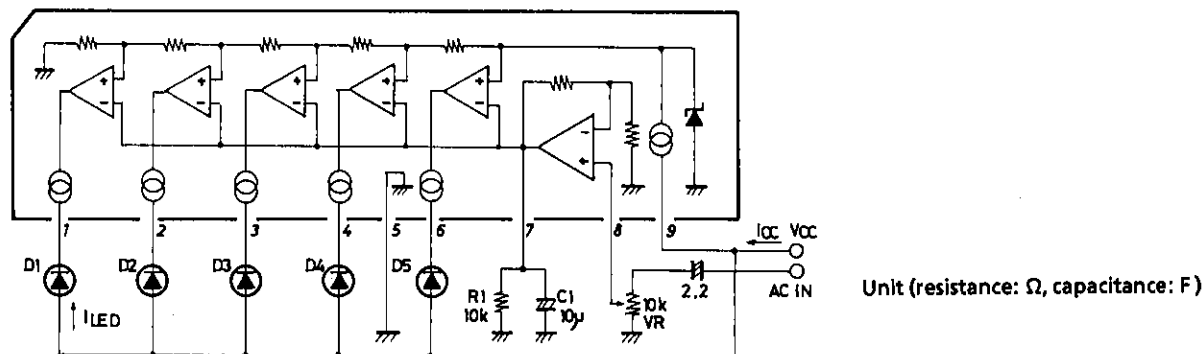 + + + + +
- - - - -
-
+
1 2 3 4 5 6 7 8 9
ICC VCC
D1 D2 D3 D4 D5
AC IN
2.2
R1
10k
C1
10μ
10k
VR
ILED
Unit (resistance: Ω, capacitance: F)